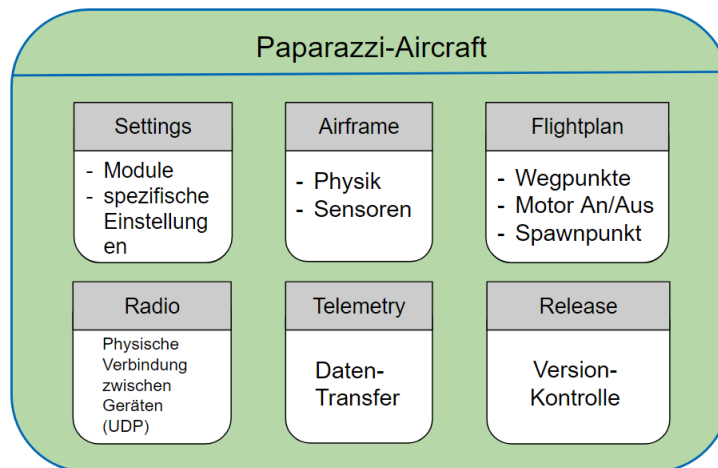 Paparazzi-Aircraft
Settings
- Module
- spezifische
Einstellung
en
Airframe
- Physik
- Sensoren
Flightplan
- Wegpunkte
- Motor An/Aus
- Spawnpunkt
Radio
Physische
Verbindung
zwischen
Geräten
(UDP)
Telemetry
Daten-
Transfer
Release
Version-
Kontrolle